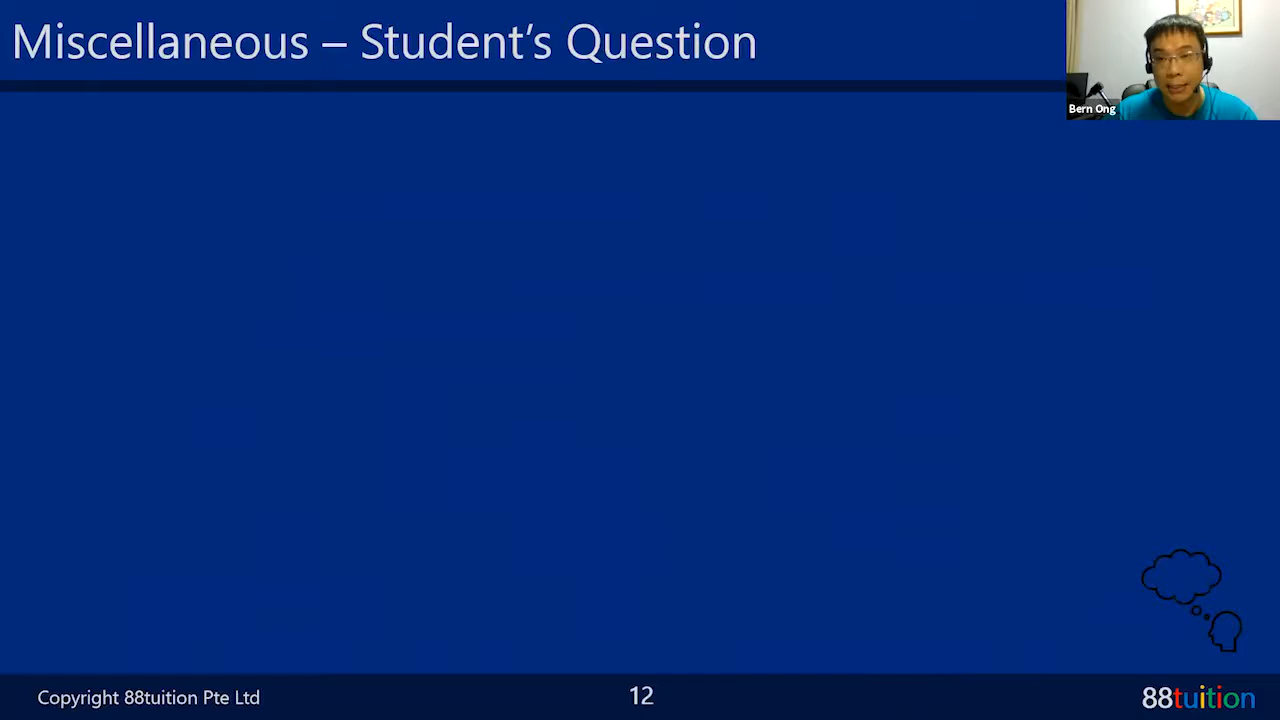 Miscellaneous – Student's Question
Bern Ong
Copyright 88tuition Pte Ltd
12
88tuition